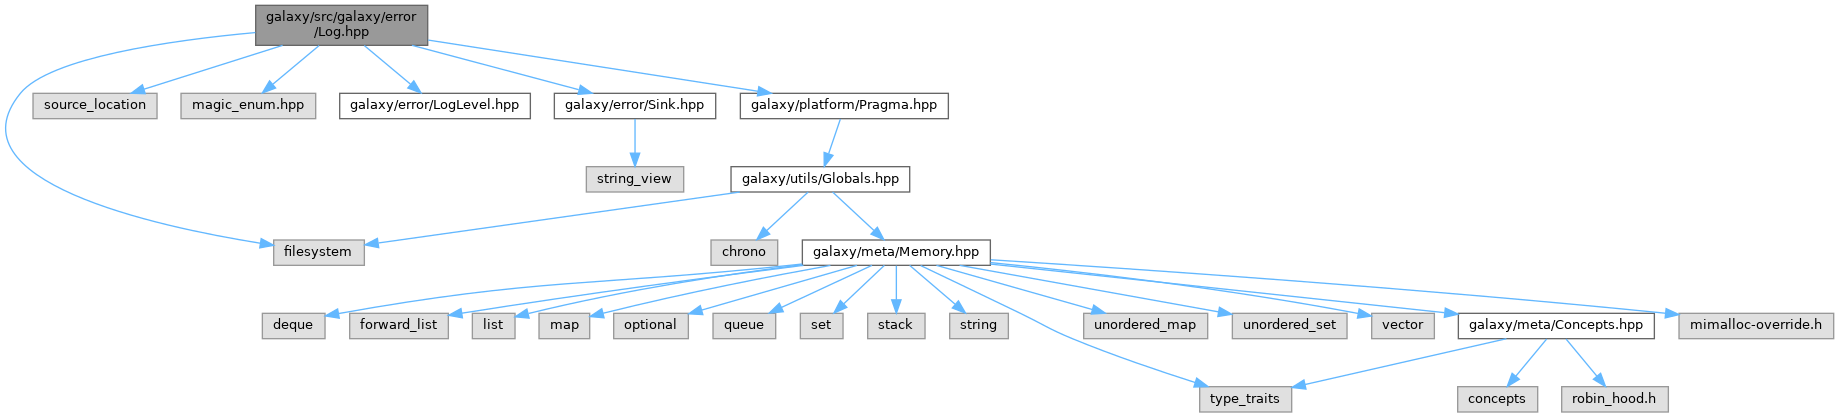 galaxy/src/galaxy/error
/Log.hpp
source_location
magic_enum.hpp
galaxy/error/LogLevel.hpp
galaxy/error/Sink.hpp
galaxy/platform/Pragma.hpp
string_view
galaxy/utils/Globals.hpp
filesystem
chrono
galaxy/meta/Memory.hpp
deque
forward_list
list
map
optional
queue
set
stack
string
unordered_map
unordered_set
vector
galaxy/meta/Concepts.hpp
mimalloc-override.h
type_traits
concepts
robin_hood.h